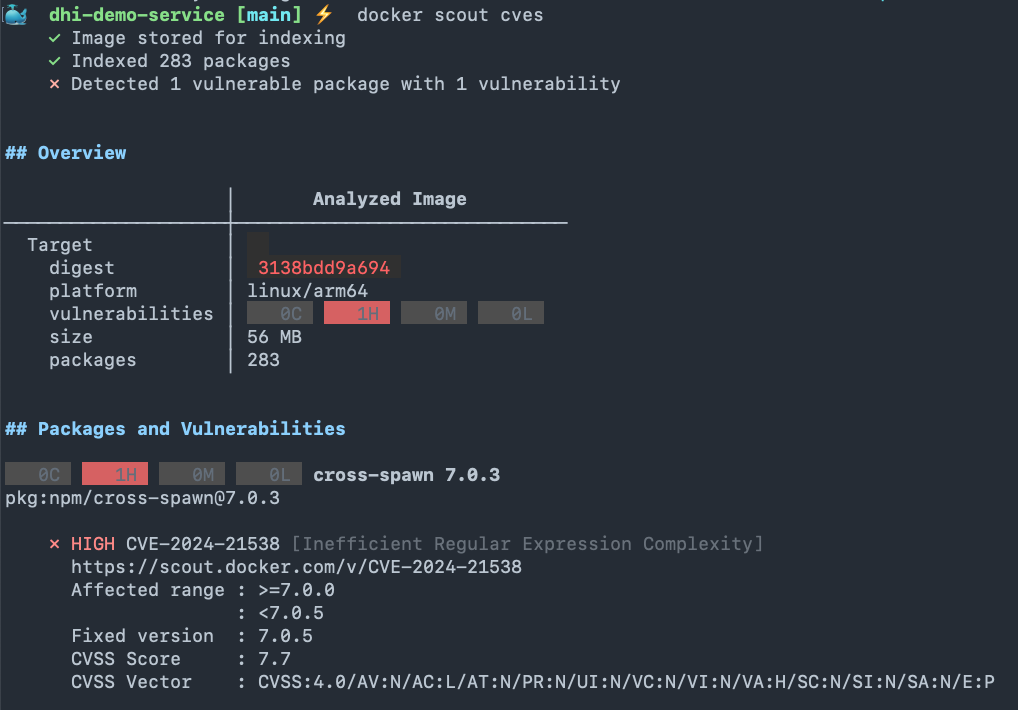 dhi-demo-service [main] ⚡ docker scout cves
✓ Image stored for indexing
✓ Indexed 283 packages
× Detected 1 vulnerable package with 1 vulnerability
## Overview
Analyzed Image
Target
digest 3138bdd9a694
platform linux/arm64
vulnerabilities 0C 1H 0M 0L
size 56 MB
packages 283
## Packages and Vulnerabilities
0C 1H 0M 0L cross-spawn 7.0.3
pkg:npm/cross-spawn@7.0.3
× HIGH CVE-2024-21538 [Inefficient Regular Expression Complexity]
https://scout.docker.com/v/CVE-2024-21538
Affected range : >=7.0.0
: <7.0.5
Fixed version : 7.0.5
CVSS Score : 7.7
CVSS Vector : CVSS:4.0/AV:N/AC:L/AT:N/PR:N/UI:N/VC:N/VI:N/VA:H/SC:N/SI:N/SA:N/E:P